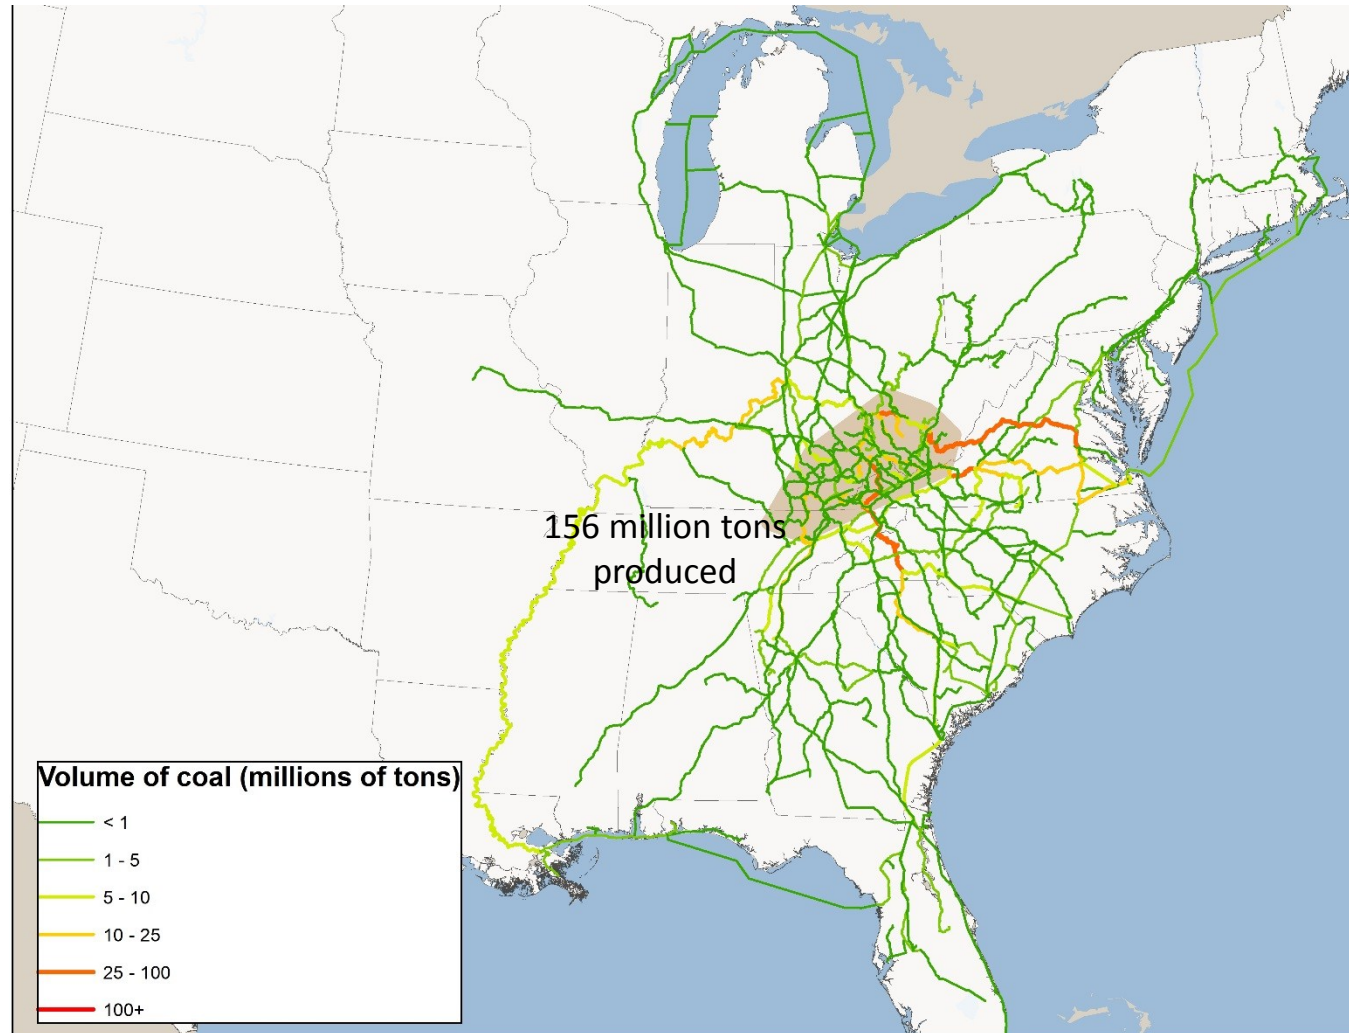 156 million tons
produced
Volume of coal (millions of tons)
< 1
1 - 5
5 - 10
10 - 25
25 - 100
100+